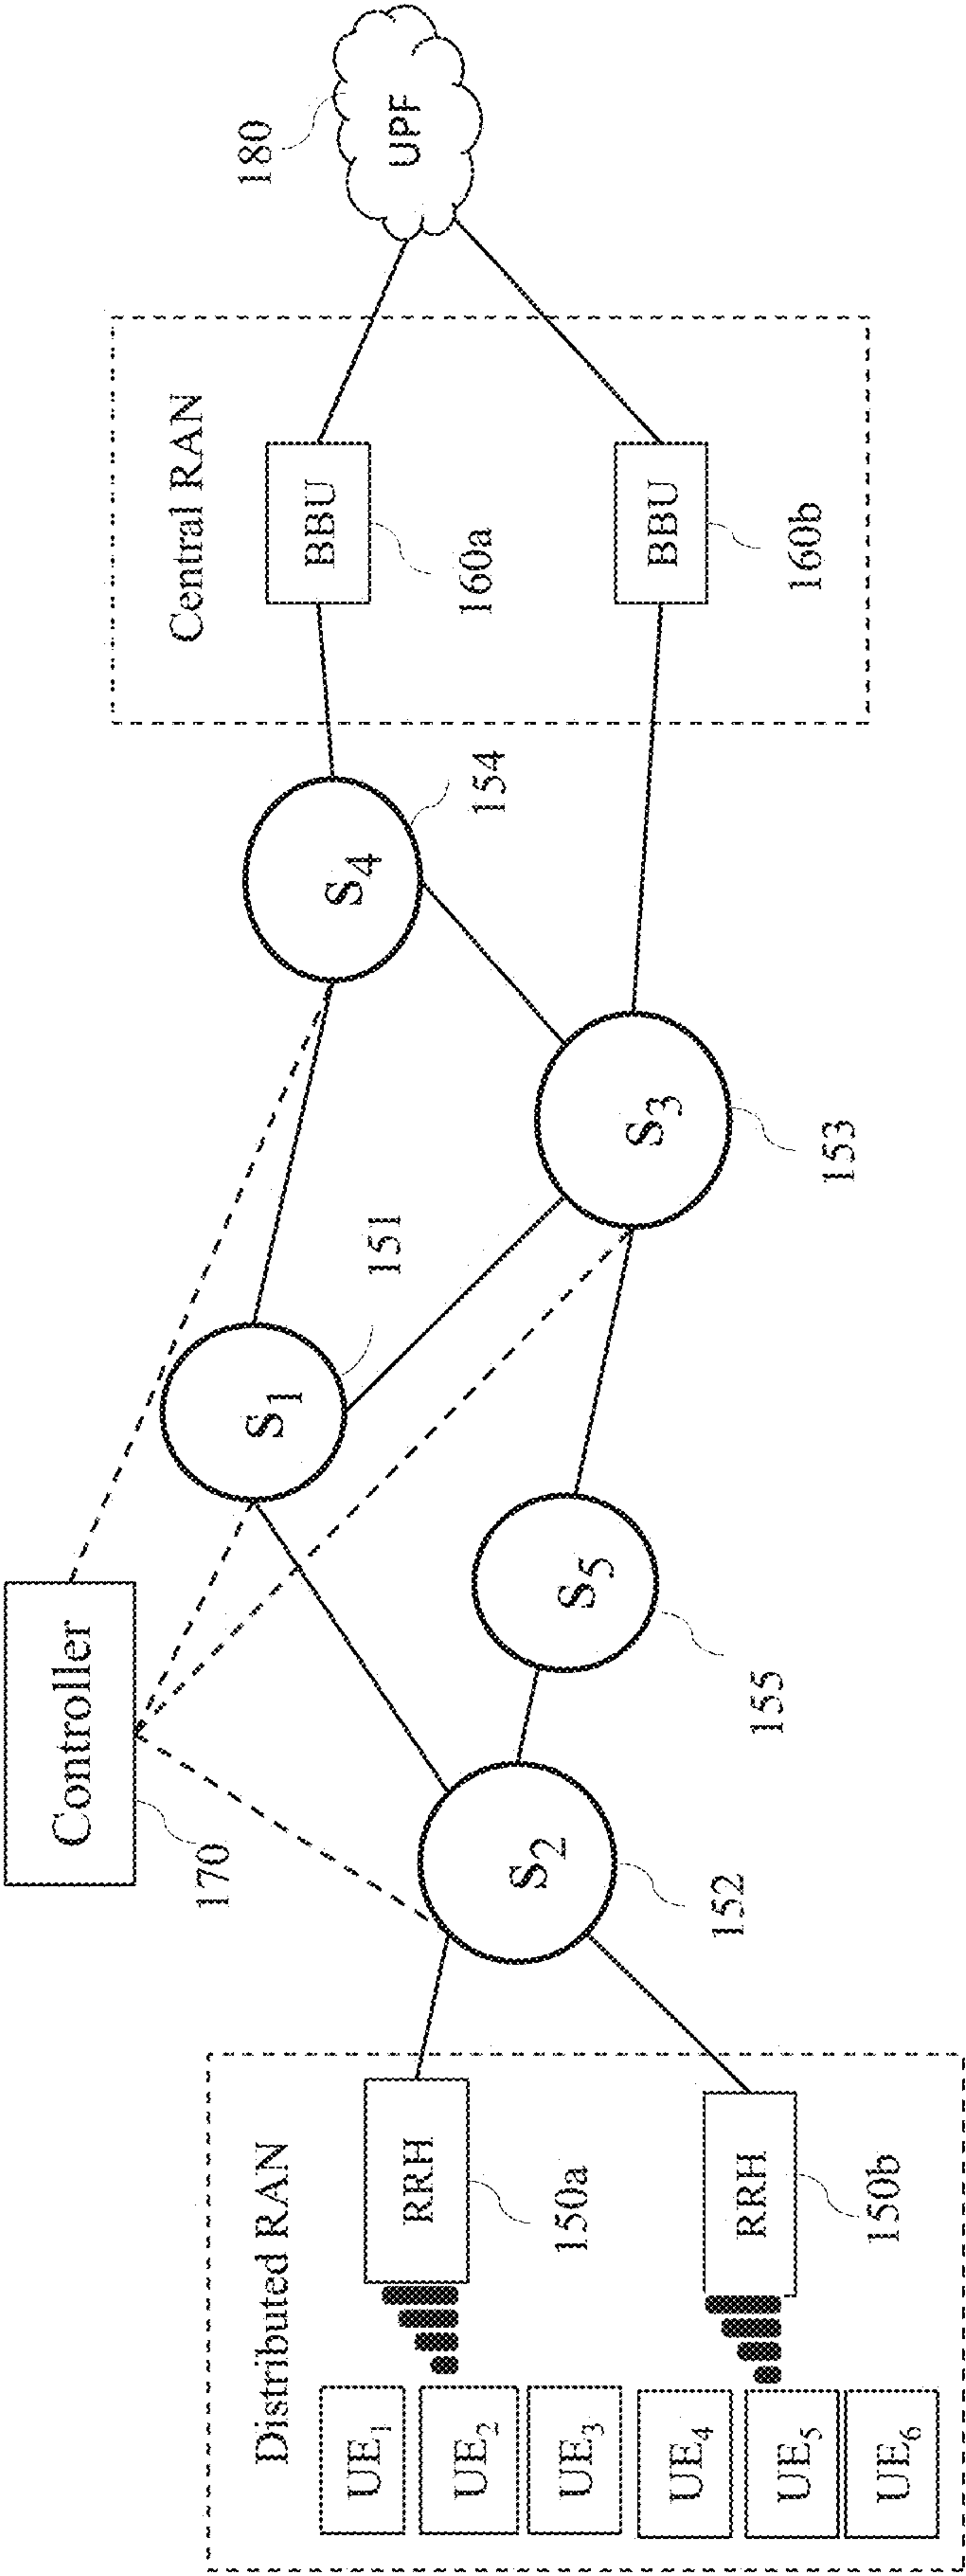 Controller
170
Distributed RAN
UE1
UE2
UE3
UE4
UE5
UE6
RRH
150a
RRH
150b
S2
152
S5
155
S1
151
S3
153
S4
154
Central RAN
BBU
160a
BBU
160b
UPF
180